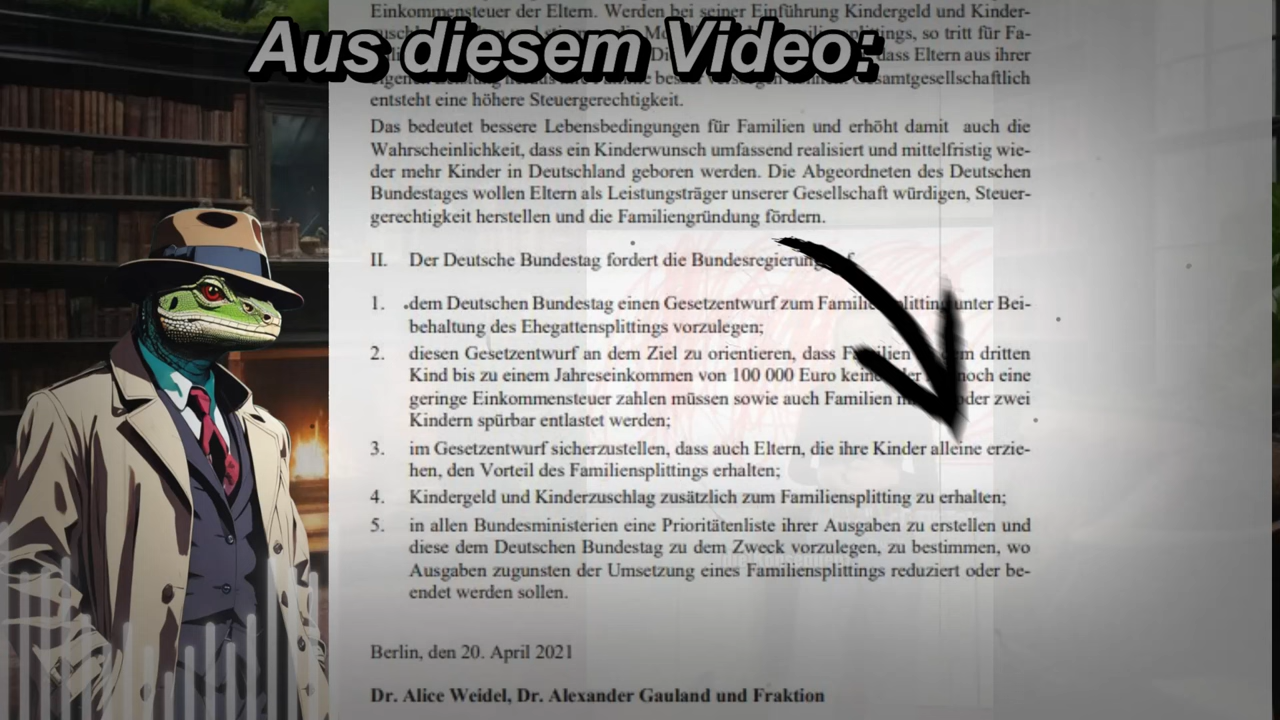 Aus diesem Video:
Einkommensteuer der Eltern. Werden bei seiner Einführung Kindergeld und Kinder-
so tritt für Fa-
dass Eltern aus ihrer
entsteht eine höhere Steuergerechtigkeit.
Das bedeutet bessere Lebensbedingungen für Familien und erhöht damit auch die
Wahrscheinlichkeit, dass ein Kinderwunsch umfassend realisiert und mittelfristig wie-
der mehr Kinder in Deutschland geboren werden. Die Abgeordneten des Deutschen
Bundestages wollen Eltern als Leistungsträger unserer Gesellschaft würdigen, Steuer-
gerechtigkeit herstellen und die Familiengründung fördern.
II. Der Deutsche Bundestag fordert die Bundesregierung
1. dem Deutschen Bundestag einen Gesetzentwurf zum unter Bei-
behaltung des Ehegattensplittings vorzulegen;
2. diesen Gesetzentwurf an dem Ziel zu orientieren, dass Familien dritten
Kind bis zu einem Jahreseinkommen von 100 000 Euro noch eine
geringe Einkommensteuer zahlen müssen sowie auch Familien oder zwei
Kindern spürbar entlastet werden;
3. im Gesetzentwurf sicherzustellen, dass auch Eltern, die ihre Kinder alleine erzie-
hen, den Vorteil des Familiensplittings erhalten;
4. Kindergeld und Kinderzuschlag zusätzlich zum Familiensplitting zu erhalten;
5. in allen Bundesministerien eine Prioritätenliste ihrer Ausgaben zu erstellen und
diese dem Deutschen Bundestag zu dem Zweck vorzulegen, zu bestimmen, wo
Ausgaben zugunsten der Umsetzung eines Familiensplittings reduziert oder be-
endet werden sollen.
Berlin, den 20. April 2021
Dr. Alice Weidel, Dr. Alexander Gauland und Fraktion